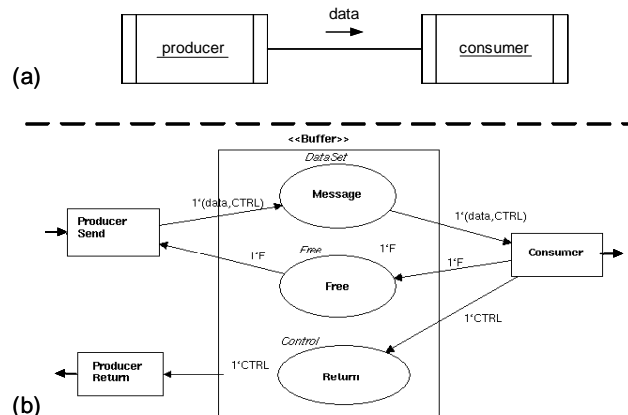 data
producer
consumer
(a)
<<Buffer>>
DataSet
Message
1'(data,CTRL)
1'(data,CTRL)
Producer
Send
Free
1'F
1'F
1'F
Free
Consumer
1'CTRL
Control
Producer
Return
1'CTRL
Return
(b)